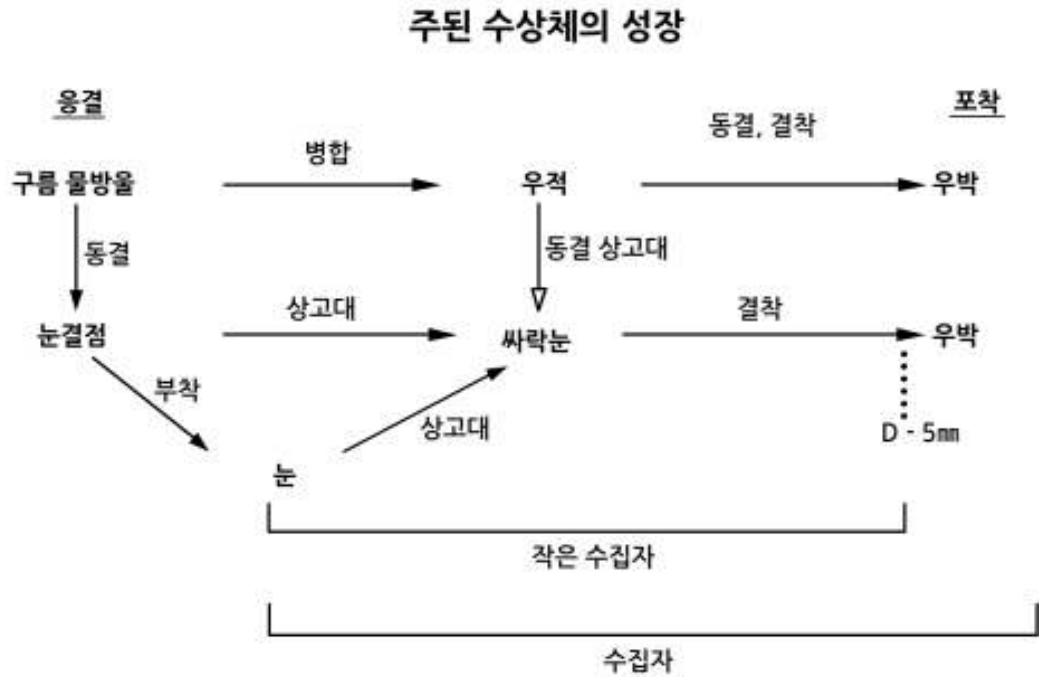 주된 수상체의 성장
응결
포착
병합
동결, 결착
구름 물방울
우적
우박
동결
동결 상고대
상고대
결착
눈결점
싸락눈
우박
부착
상고대
D - 5㎜
눈
작은 수집자
수집자